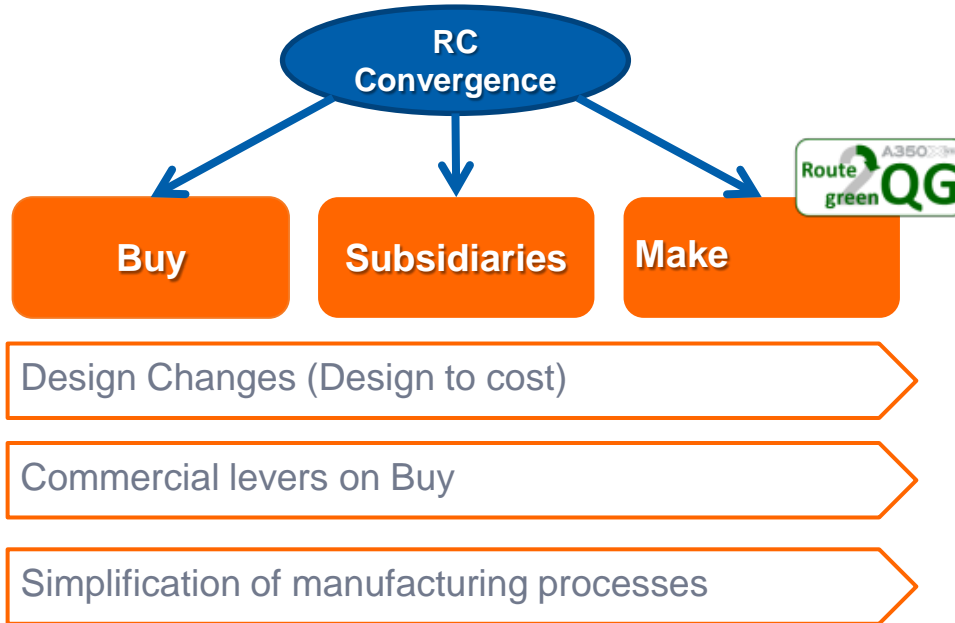 RC
Convergence
A350
Route 2 QG
green
Buy
Subsidiaries
Make
Design Changes (Design to cost)
Commercial levers on Buy
Simplification of manufacturing processes